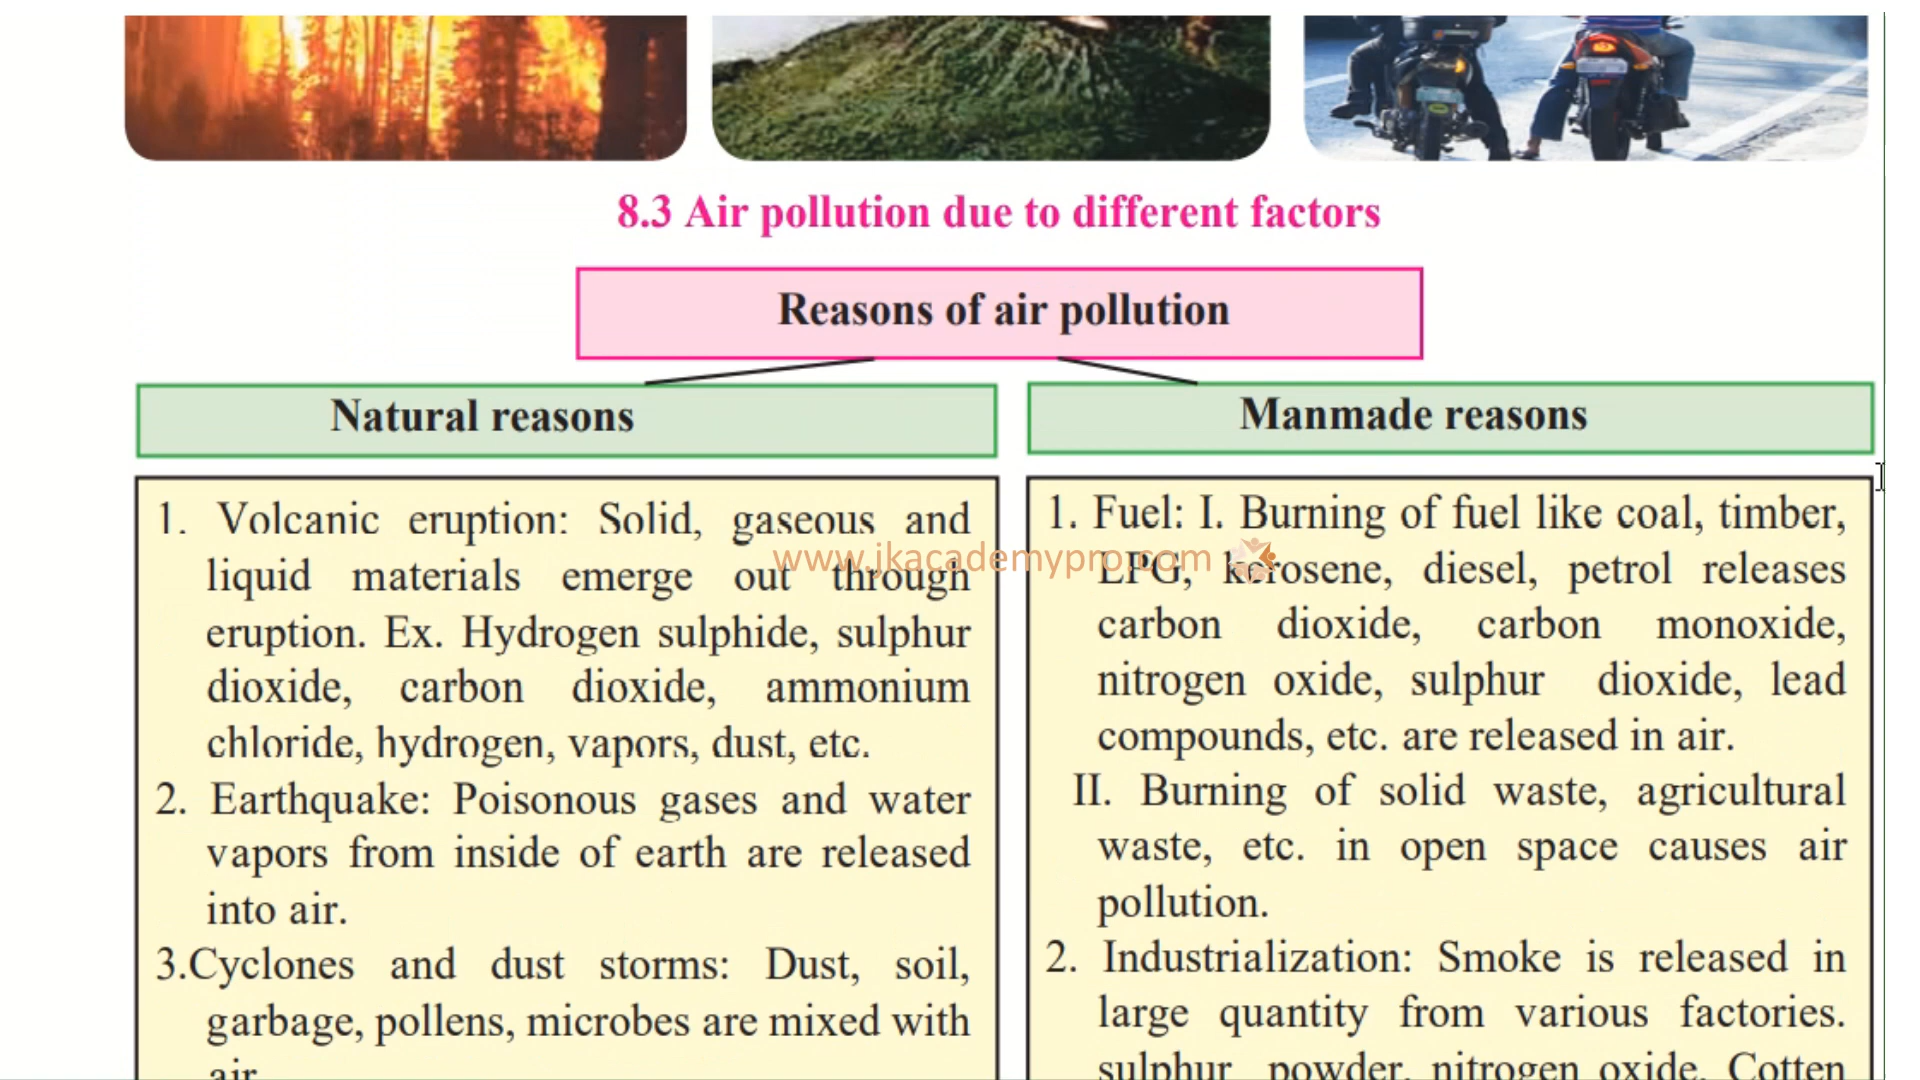 8.3 Air pollution due to different factors
Reasons of air pollution
Natural reasons
1. Volcanic eruption: Solid, gaseous and
liquid materials emerge out through
eruption. Ex. Hydrogen sulphide, sulphur
dioxide, carbon dioxide, ammonium
chloride, hydrogen, vapors, dust, etc.
2. Earthquake: Poisonous gases and water
vapors from inside of earth are released
into air.
3.Cyclones and dust storms: Dust, soil,
garbage, pollens, microbes are mixed with
air.
Manmade reasons
1. Fuel: I. Burning of fuel like coal, timber,
LPG, kerosene, diesel, petrol releases
carbon dioxide, carbon monoxide,
nitrogen oxide, sulphur dioxide, lead
compounds, etc. are released in air.
II. Burning of solid waste, agricultural
waste, etc. in open space causes air
pollution.
2. Industrialization: Smoke is released in
large quantity from various factories.
sulphur powder, nitrogen oxide, Cotten
www.jkacademypro.com